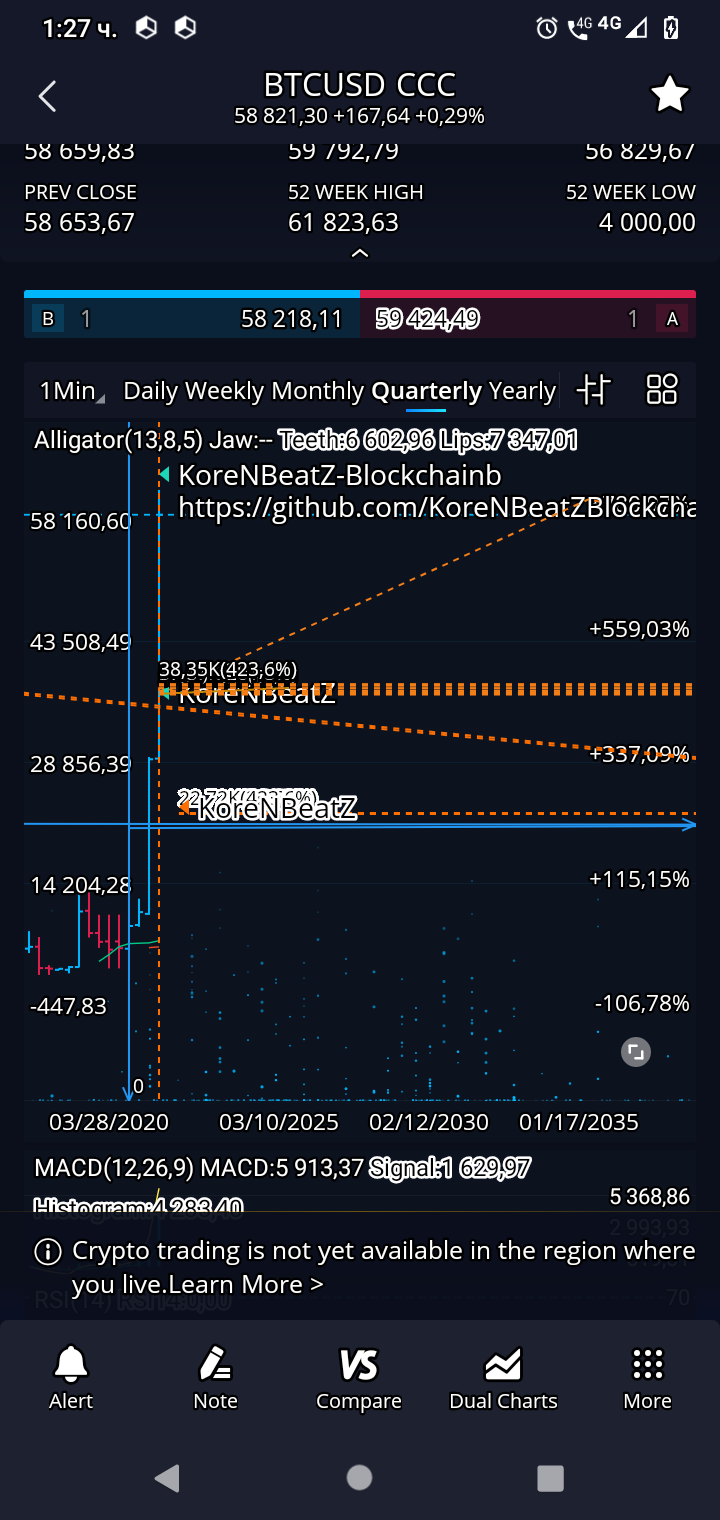 1:27 ч.
4G 4G
BTCUSD CCC
58 821,30 +167,64 +0,29%
58 659,83 59 792,79 56 829,67
PREV CLOSE 52 WEEK HIGH 52 WEEK LOW
58 653,67 61 823,63 4 000,00
B 1 58 218,11 59 424,49 1 A
1Min Daily Weekly Monthly Quarterly Yearly
Alligator(13,8,5) Jaw:-- Teeth:6 602,96 Lips:7 347,01
KoreNBeatZ-Blockchainb
https://github.com/KoreNBeatZBlockcha
58 160,60
43 508,49 +559,03%
38,35K(423,6%)
KoreNBeatZ
28 856,39 +337,09%
KoreNBeatZ
14 204,28 +115,15%
-447,83 -106,78%
0
03/28/2020 03/10/2025 02/12/2030 01/17/2035
MACD(12,26,9) MACD:5 913,37 Signal:1 629,97
Histogram:4 283,40 5 368,86
2 993,93
Crypto trading is not yet available in the region where
you live.Learn More >
RSI(14) 70
Alert Note Compare Dual Charts More
VS